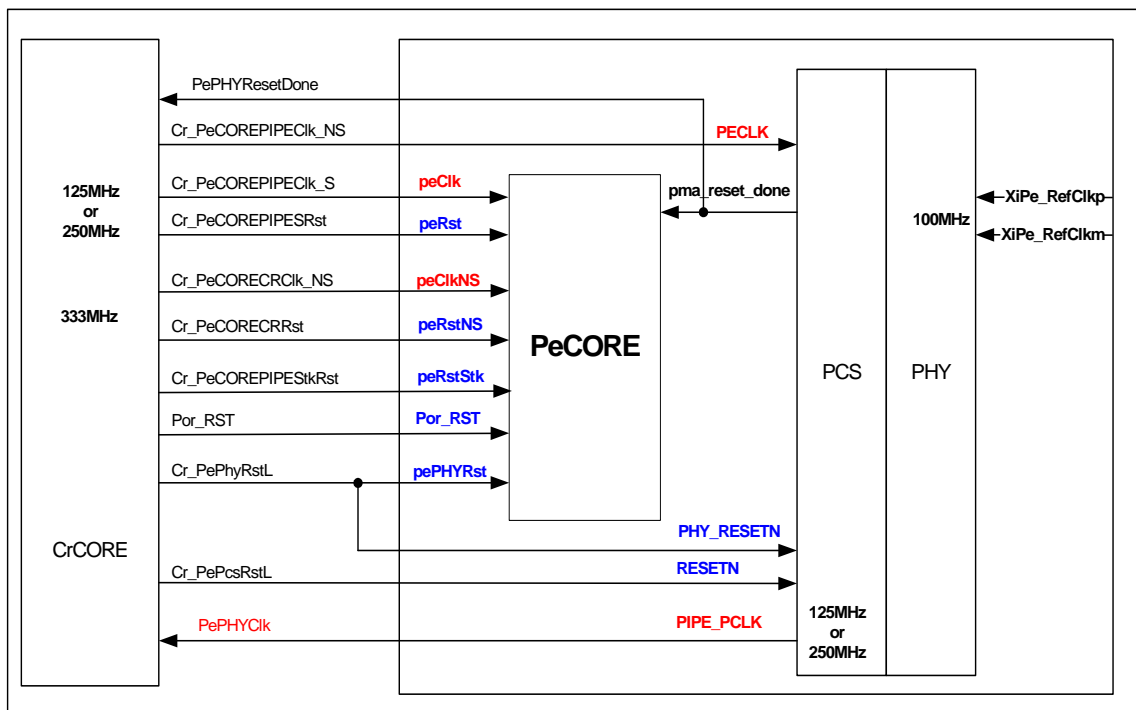 PePHYResetDone
Cr_PeCOREPIPEClk_NS
PECLK
Cr_PeCOREPIPEClk_S
peClk
pma_reset_done
125MHz
or
250MHz
Cr_PeCOREPIPESRst
peRst
100MHz
XiPe_RefClkp
XiPe_RefClkm
Cr_PeCORECRClk_NS
peClkNS
333MHz
Cr_PeCORECRRst
peRstNS
PeCORE
Cr_PeCOREPIPEStkRst
peRstStk
PCS
PHY
Por_RST
Por_RST
Cr_PePhyRstL
pePHYRst
PHY_RESETN
CrCORE
Cr_PePcsRstL
RESETN
PePHYClk
PIPE_PCLK
125MHz
or
250MHz